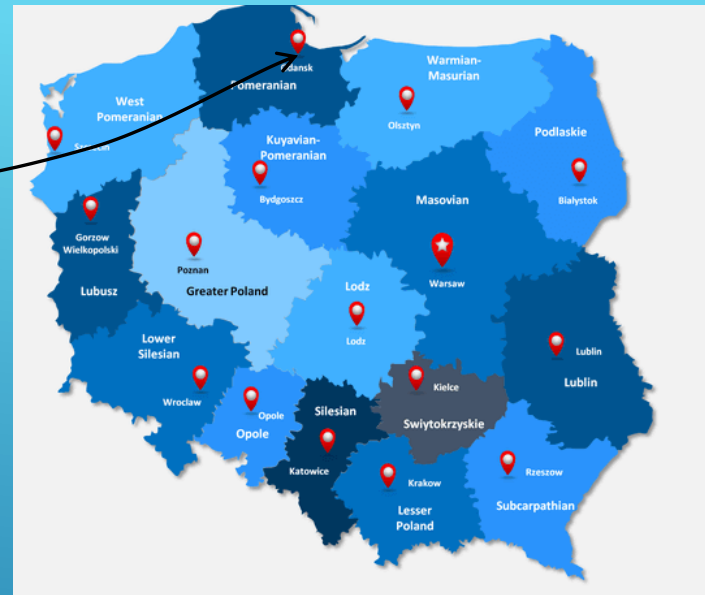 Gdansk
Pomeranian
Warmian-
Masurian
West
Pomeranian
Olsztyn
Szczecin
Kuyavian-
Pomeranian
Podlaskie
Bydgoszcz
Masovian
Bialystok
Gorzow
Wielkopolski
Poznan
Warsaw
Lubusz
Greater Poland
Lodz
Lower
Silesian
Lodz
Lublin
Lublin
Kielce
Wroclaw
Opole
Opole
Silesian
Swiytokrzyskie
Katowice
Krakow
Rzeszow
Lesser
Poland
Subcarpathian